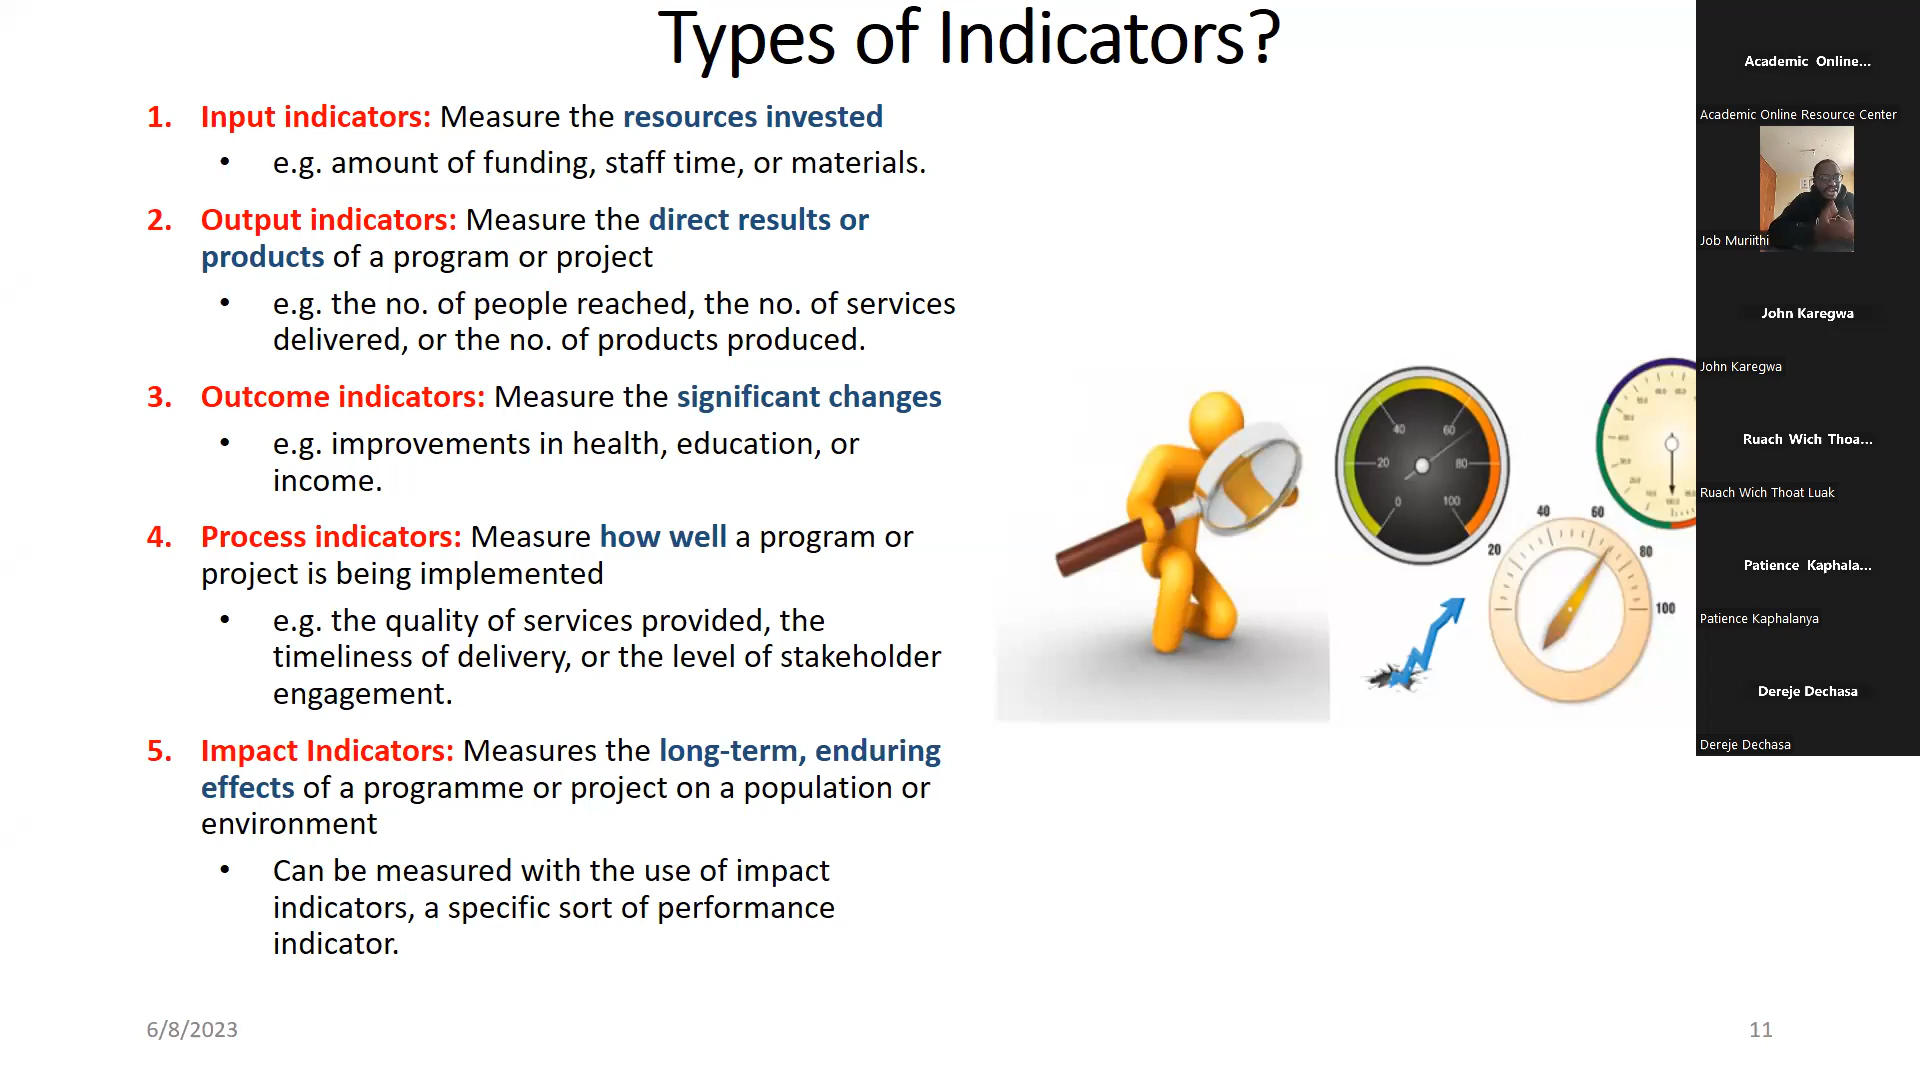 Types of Indicators?
1. Input indicators: Measure the resources invested
• e.g. amount of funding, staff time, or materials.
2. Output indicators: Measure the direct results or
products of a program or project
• e.g. the no. of people reached, the no. of services
delivered, or the no. of products produced.
3. Outcome indicators: Measure the significant changes
• e.g. improvements in health, education, or
income.
4. Process indicators: Measure how well a program or
project is being implemented
• e.g. the quality of services provided, the
timeliness of delivery, or the level of stakeholder
engagement.
5. Impact Indicators: Measures the long-term, enduring
effects of a programme or project on a population or
environment
• Can be measured with the use of impact
indicators, a specific sort of performance
indicator.
0 20 40 60 80 100
20 40 60 80 100
6/8/2023
11
Academic Online...
Academic Online Resource Center
Job Muriithi
John Karegwa
John Karegwa
Ruach Wich Thoa...
Ruach Wich Thoat Luak
Patience Kaphala...
Patience Kaphalanya
Dereje Dechasa
Dereje Dechasa